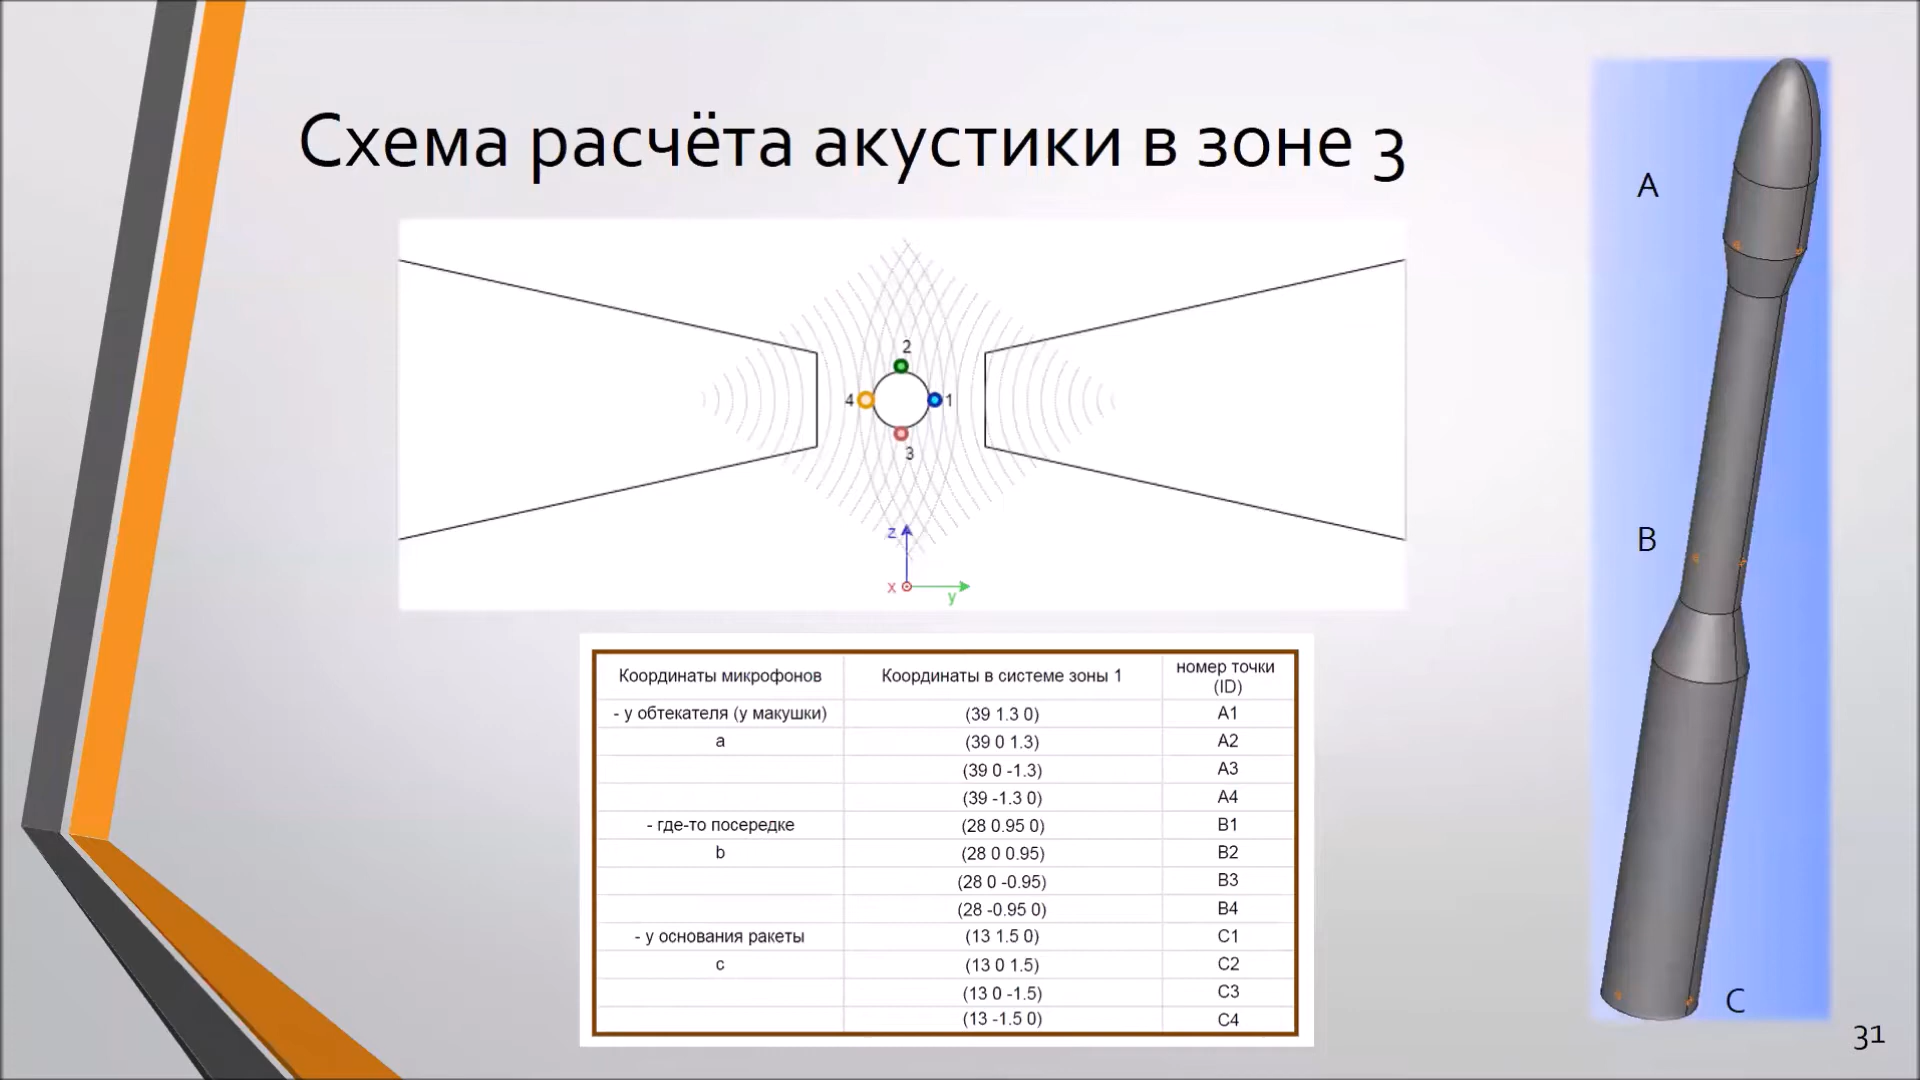 Схема расчёта акустики в зоне 3
A
2
4
1
3
z
x
y
B
Координаты микрофонов Координаты в системе зоны 1 номер точки (ID)
- у обтекателя (у макушки) (39 1.3 0) A1
a (39 0 1.3) A2
(39 0 -1.3) A3
(39 -1.3 0) A4
- где-то посередке (28 0.95 0) B1
b (28 0 0.95) B2
(28 0 -0.95) B3
(28 -0.95 0) B4
- у основания ракеты (13 1.5 0) C1
c (13 0 1.5) C2
(13 0 -1.5) C3
(13 -1.5 0) C4
C
31